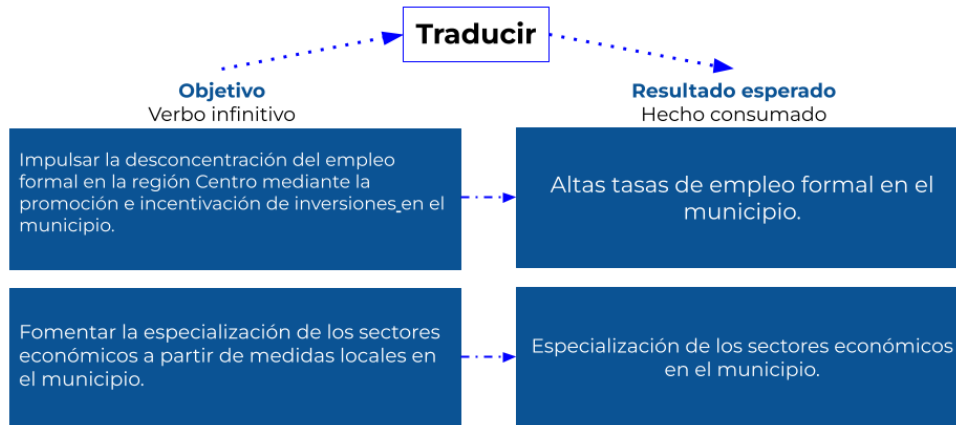 Traducir
Objetivo
Verbo infinitivo
Resultado esperado
Hecho consumado
Impulsar la desconcentración del empleo
formal en la región Centro mediante la
promoción e incentivación de inversiones en el
municipio.
Altas tasas de empleo formal en el
municipio.
Fomentar la especialización de los sectores
económicos a partir de medidas locales en
el municipio.
Especialización de los sectores económicos
en el municipio.